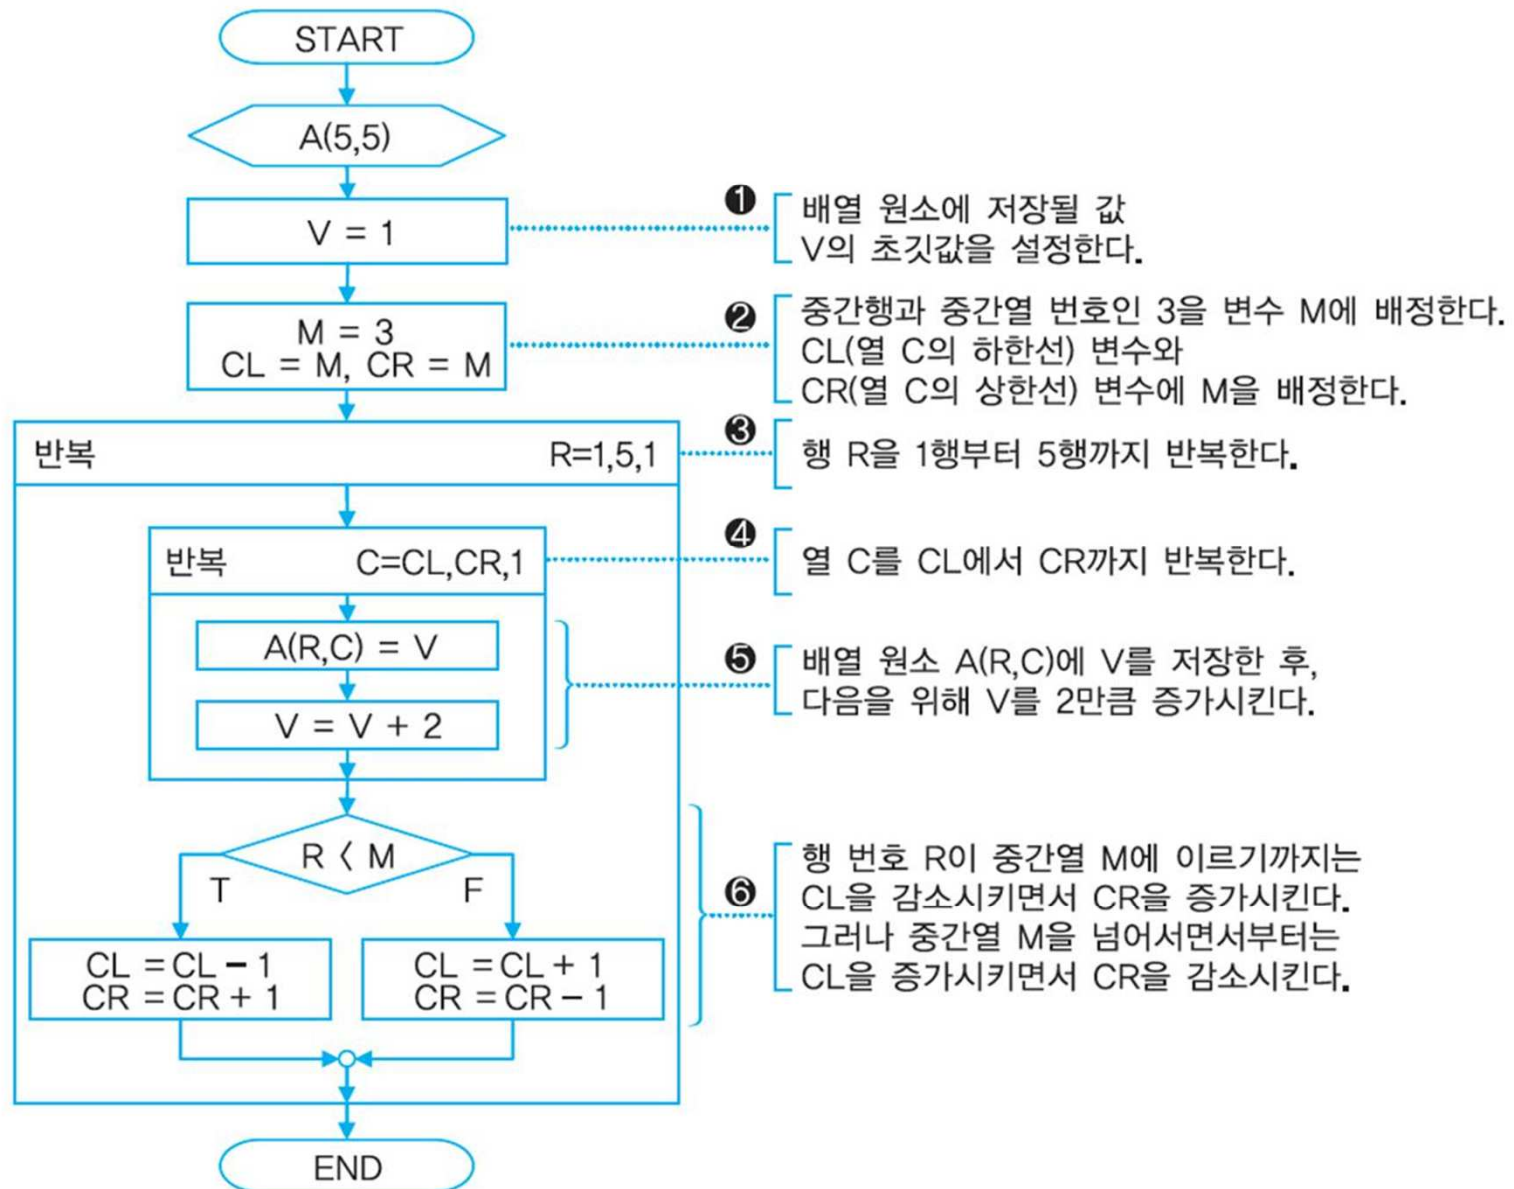 START
A(5,5)
V = 1
❶
배열 원소에 저장될 값
V의 초깃값을 설정한다.
M = 3
CL = M, CR = M
❷
중간행과 중간열 번호인 3을 변수 M에 배정한다.
CL(열 C의 하한선) 변수와
CR(열 C의 상한선) 변수에 M을 배정한다.
반복 R=1,5,1
❸
행 R을 1행부터 5행까지 반복한다.
반복 C=CL,CR,1
❹
열 C를 CL에서 CR까지 반복한다.
A(R,C) = V
V = V + 2
❺
배열 원소 A(R,C)에 V를 저장한 후,
다음을 위해 V를 2만큼 증가시킨다.
R < M
T
F
CL = CL - 1
CR = CR + 1
CL = CL + 1
CR = CR - 1
❻
행 번호 R이 중간열 M에 이르기까지는
CL을 감소시키면서 CR을 증가시킨다.
그러나 중간열 M을 넘어서면서부터는
CL을 증가시키면서 CR을 감소시킨다.
END